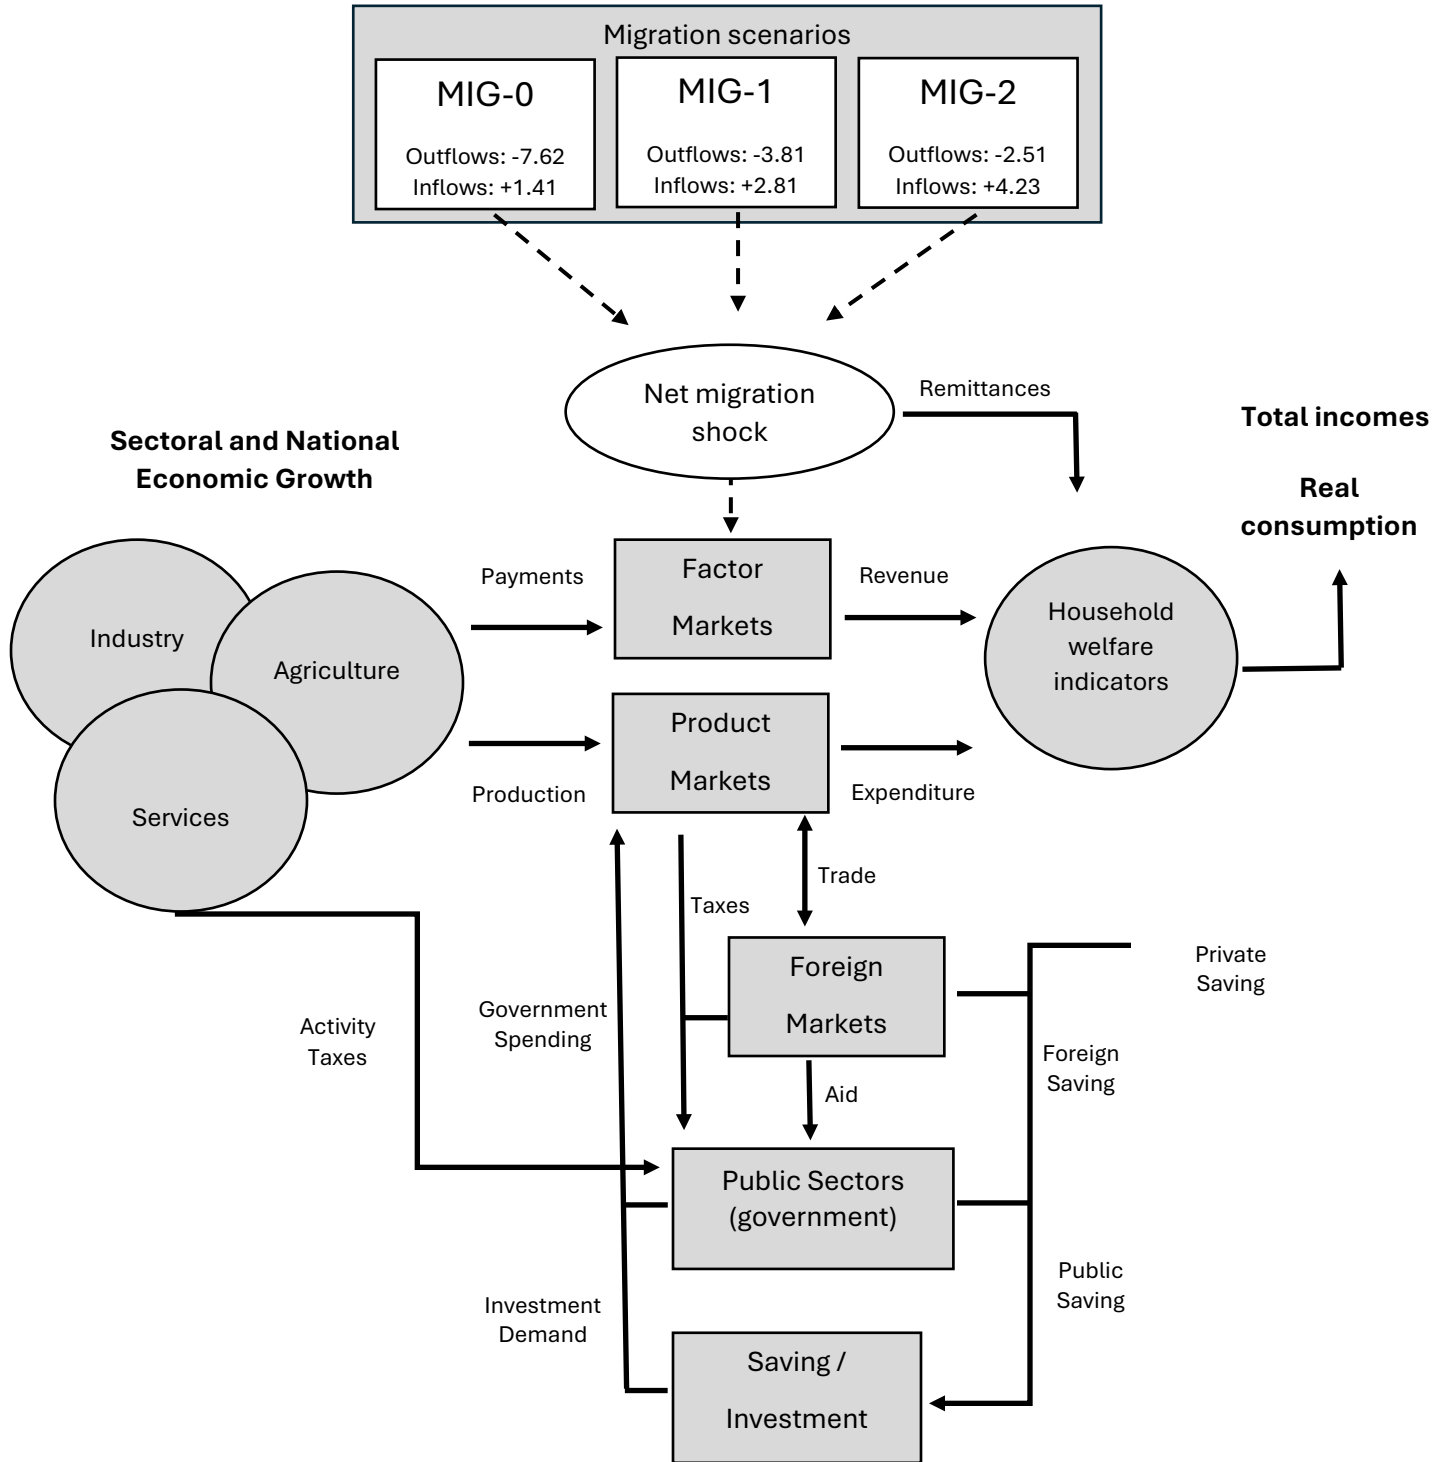 Migration scenarios
MIG-0
Outflows: -7.62
Inflows: +1.41
MIG-1
Outflows: -3.81
Inflows: +2.81
MIG-2
Outflows: -2.51
Inflows: +4.23
Net migration
shock
Remittances
Total incomes
Real
consumption
Sectoral and National
Economic Growth
Industry
Agriculture
Services
Payments
Factor
Markets
Revenue
Household
welfare
indicators
Production
Product
Markets
Expenditure
Trade
Taxes
Foreign
Markets
Private
Saving
Activity
Taxes
Government
Spending
Foreign
Saving
Aid
Public Sectors
(government)
Public
Saving
Investment
Demand
Saving /
Investment